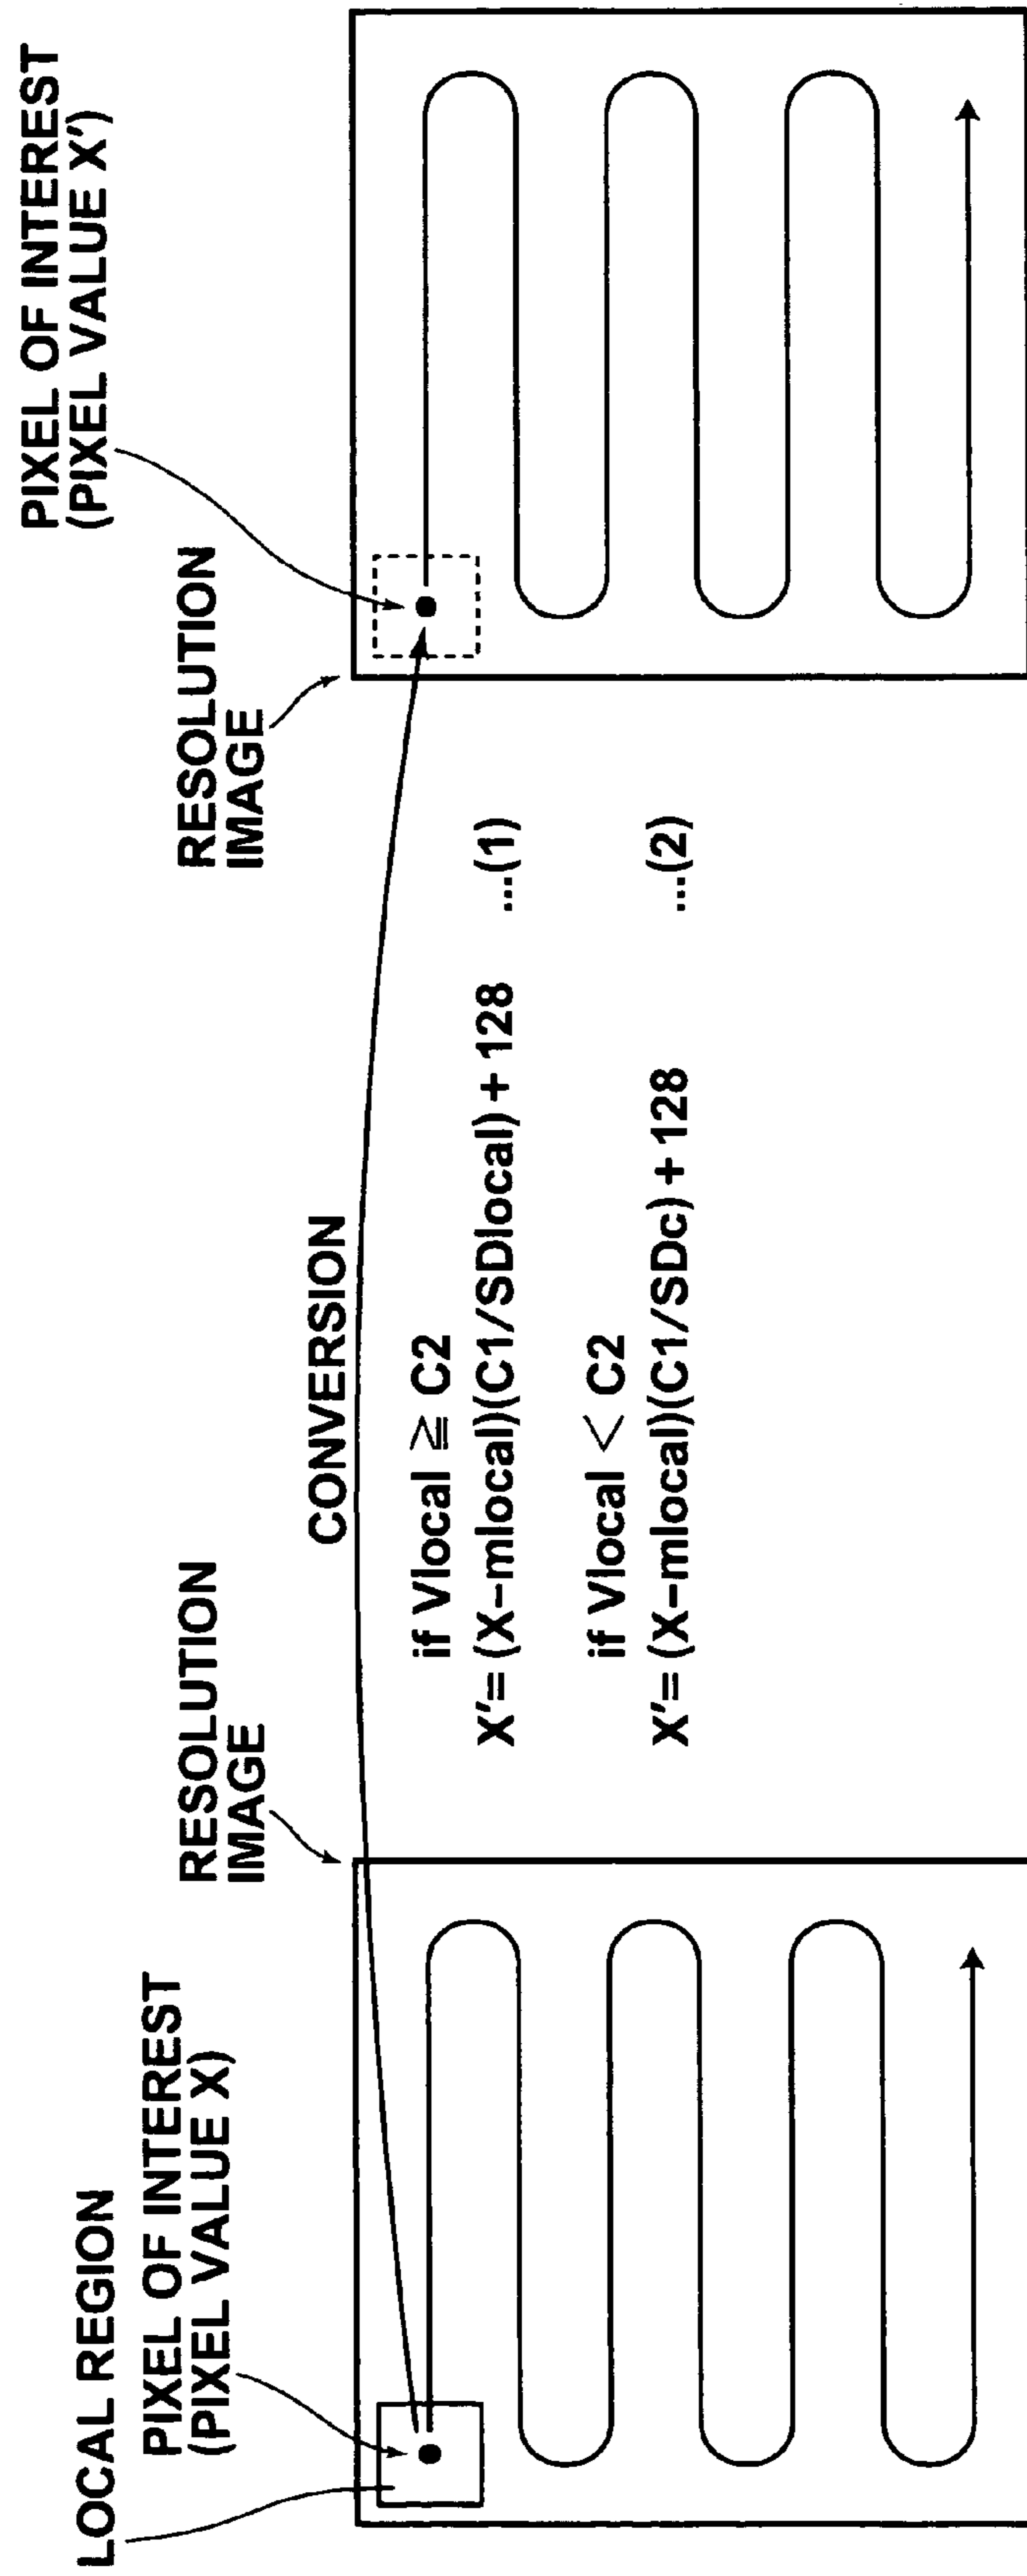 LOCAL REGION
PIXEL OF INTEREST
(PIXEL VALUE X)
RESOLUTION
IMAGE
CONVERSION
if Vlocal ≧ C2
X′= (X−mlocal)(C1/SDlocal) + 128 ...(1)
if Vlocal < C2
X′= (X−mlocal)(C1/SDc) + 128 ...(2)
RESOLUTION
IMAGE
PIXEL OF INTEREST
(PIXEL VALUE X′)